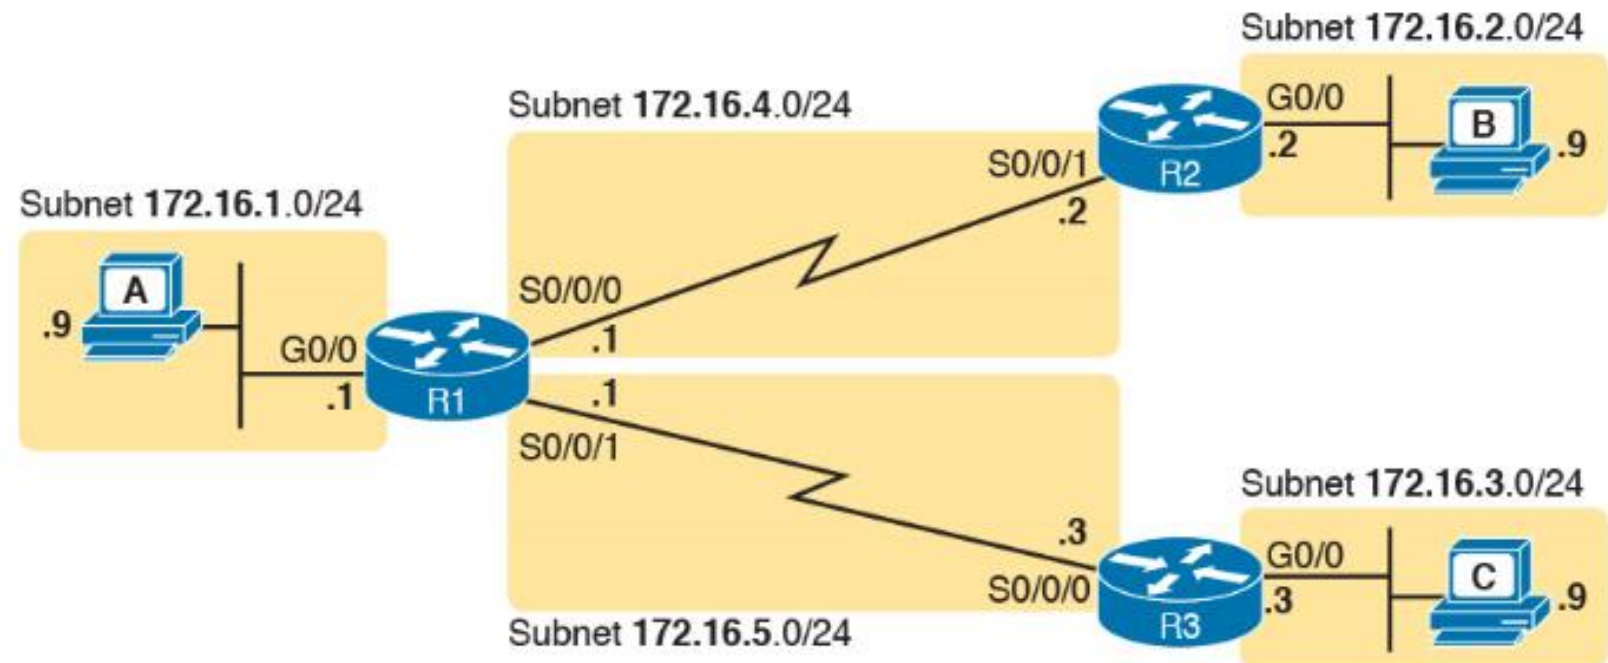 Subnet 172.16.2.0/24
Subnet 172.16.4.0/24
G0/0
B
.9
.2
R2
S0/0/1
.2
Subnet 172.16.1.0/24
A
.9
G0/0
.1
R1
S0/0/0
.1
.1
S0/0/1
.3
S0/0/0
Subnet 172.16.5.0/24
Subnet 172.16.3.0/24
G0/0
C
.9
.3
R3